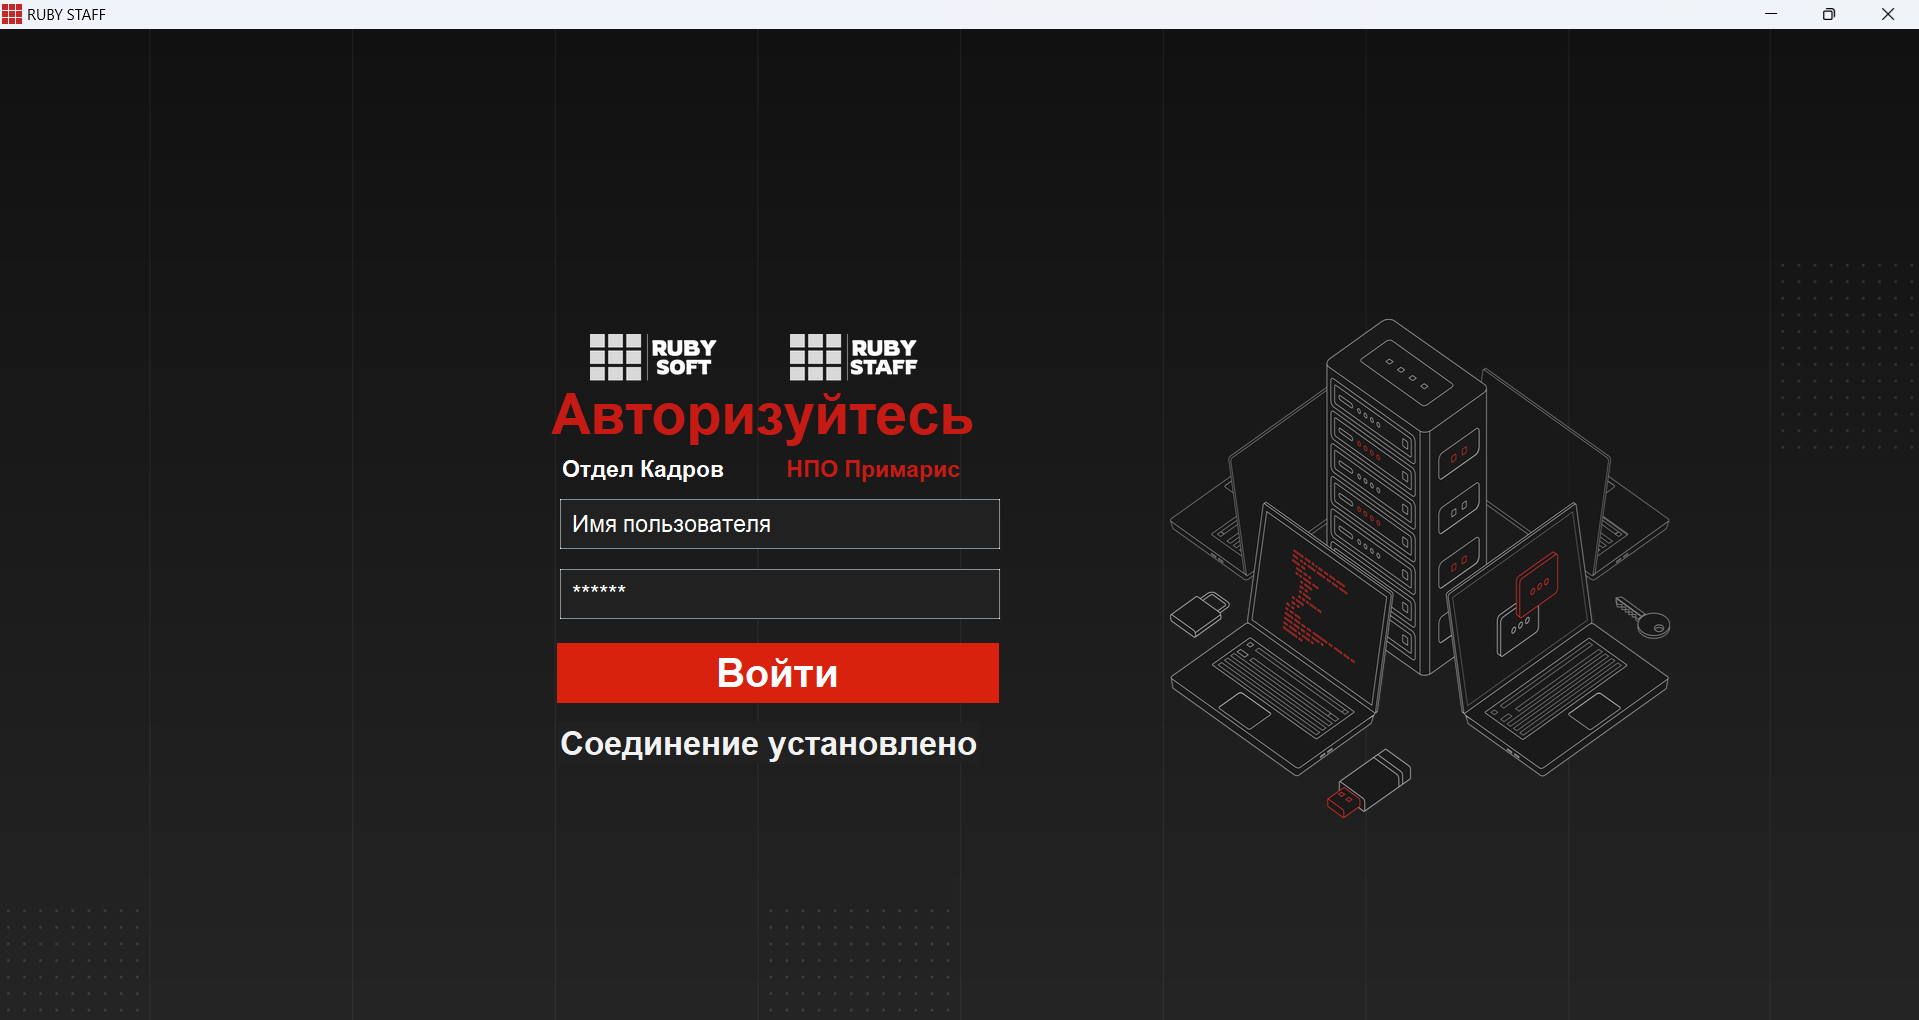 RUBY STAFF
RUBY SOFT
RUBY STAFF
Авторизуйтесь
Отдел Кадров
НПО Примарис
Имя пользователя
******
Войти
Соединение установлено